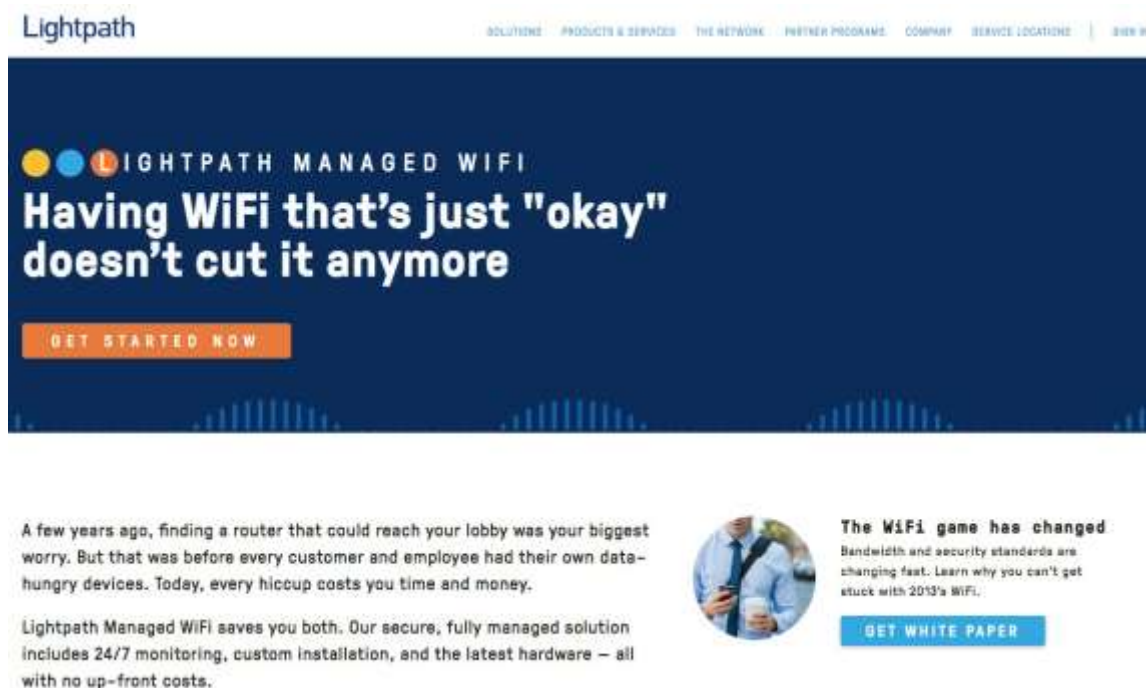 Lightpath
SOLUTIONS PRODUCTS & SERVICES THE NETWORK PARTNER PROGRAMS COMPANY SERVICE LOCATIONS SIGN
LIGHTPATH MANAGED WIFI
Having WiFi that's just "okay"
doesn't cut it anymore
GET STARTED NOW
A few years ago, finding a router that could reach your lobby was your biggest
worry. But that was before every customer and employee had their own data-
hungry devices. Today, every hiccup costs you time and money.
Lightpath Managed WiFi saves you both. Our secure, fully managed solution
includes 24/7 monitoring, custom installation, and the latest hardware – all
with no up-front costs.
The WiFi game has changed
Bandwidth and security standards are
changing fast. Learn why you can't get
stuck with 2013's WiFi.
GET WHITE PAPER